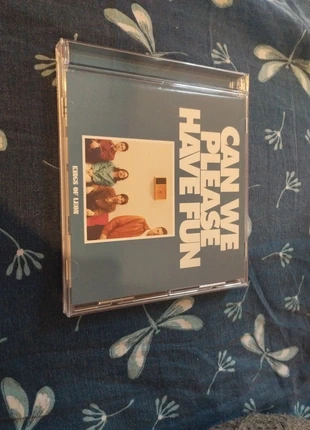 CAN WE
PLEASE
HAVE FUN
KINGS OF LEON